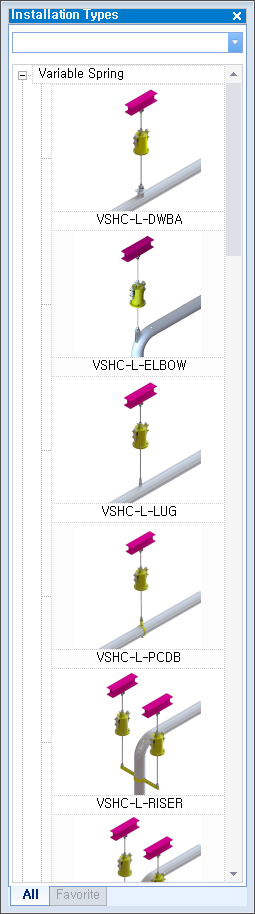 Installation Types
Variable Spring
VSHC-L-DWBA
VSHC-L-ELBOW
VSHC-L-LUG
VSHC-L-PCDB
VSHC-L-RISER
All
Favorite